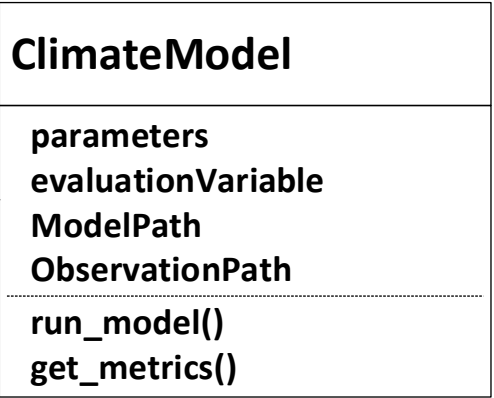 ClimateModel
parameters
evaluationVariable
ModelPath
ObservationPath
run_model()
get_metrics()